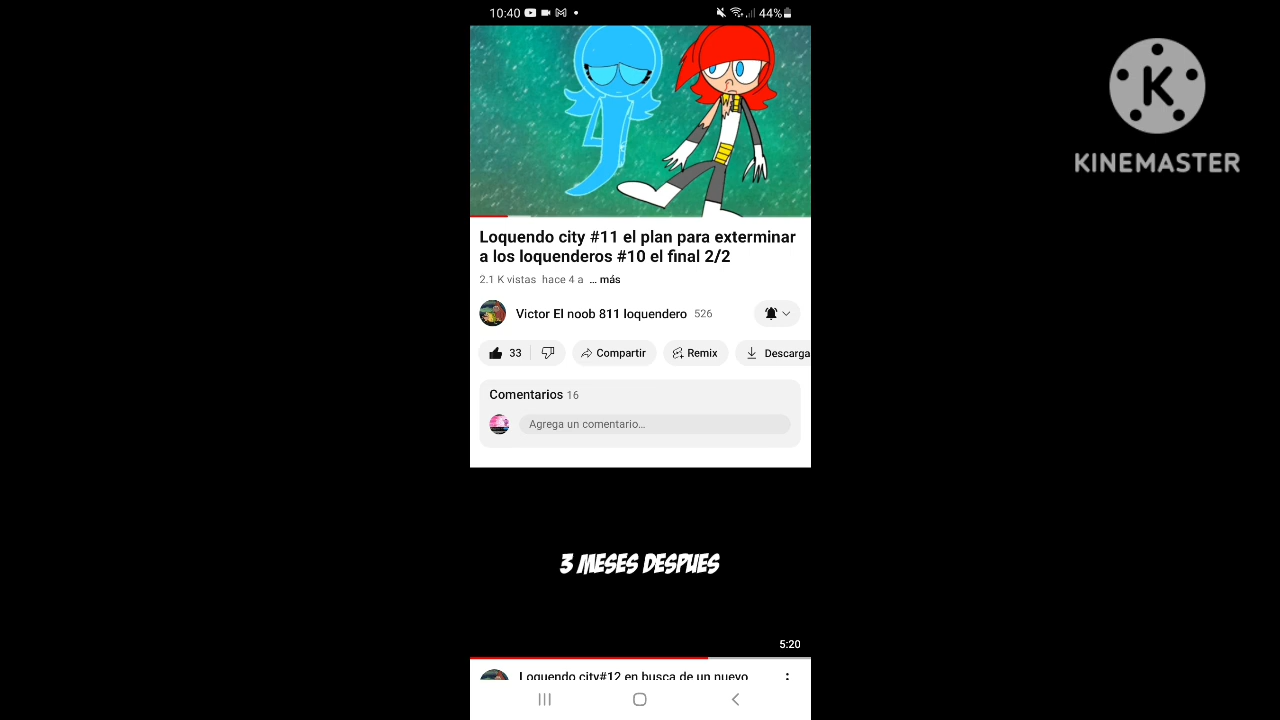 10:40
44%
K
KINEMASTER
Loquendo city #11 el plan para exterminar
a los loquenderos #10 el final 2/2
2.1 K vistas hace 4 a ... más
Victor El noob 811 loquendero 526
33 Compartir Remix Descarga
Comentarios 16
Agrega un comentario...
3 MESES DESPUES
5:20
Loquendo city#12 en busca de un nuevo